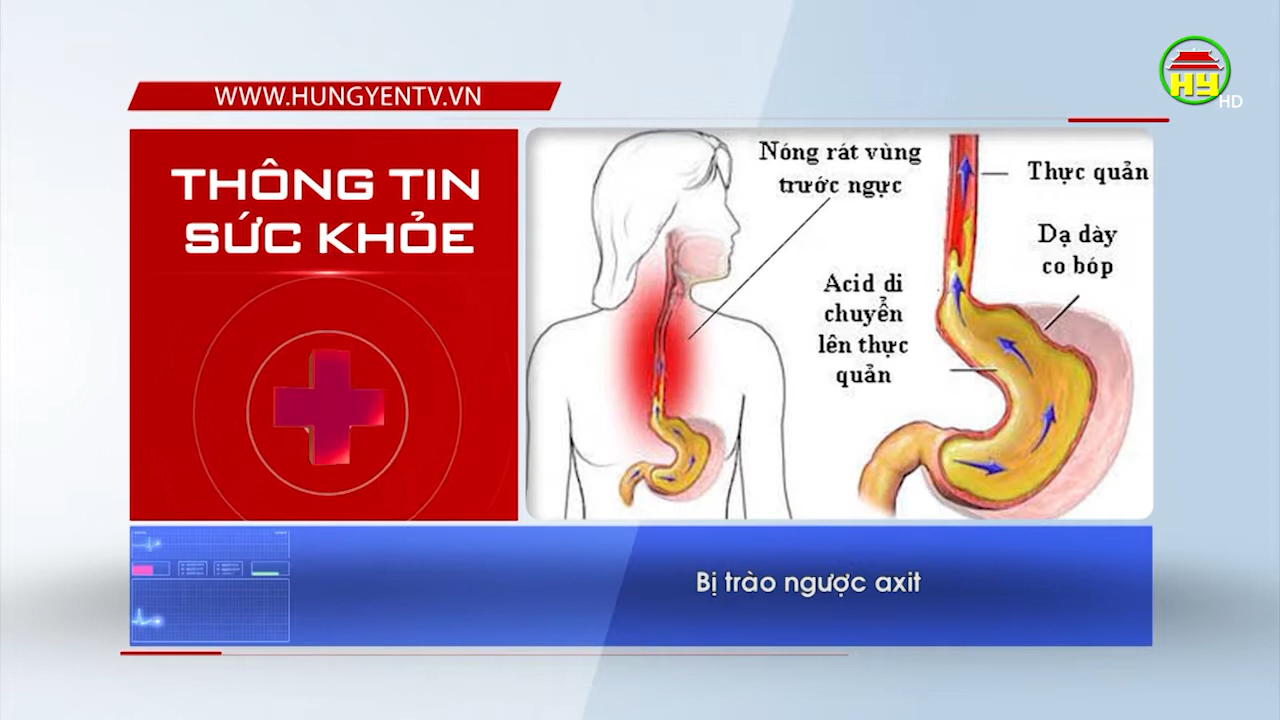 WWW.HUNGYENTV.VN
HY
HD
THÔNG TIN
SỨC KHỎE
Nóng rát vùng
trước ngực
Thực quản
Dạ dày
co bóp
Acid di
chuyển
lên thực
quản
Bị trào ngược axit